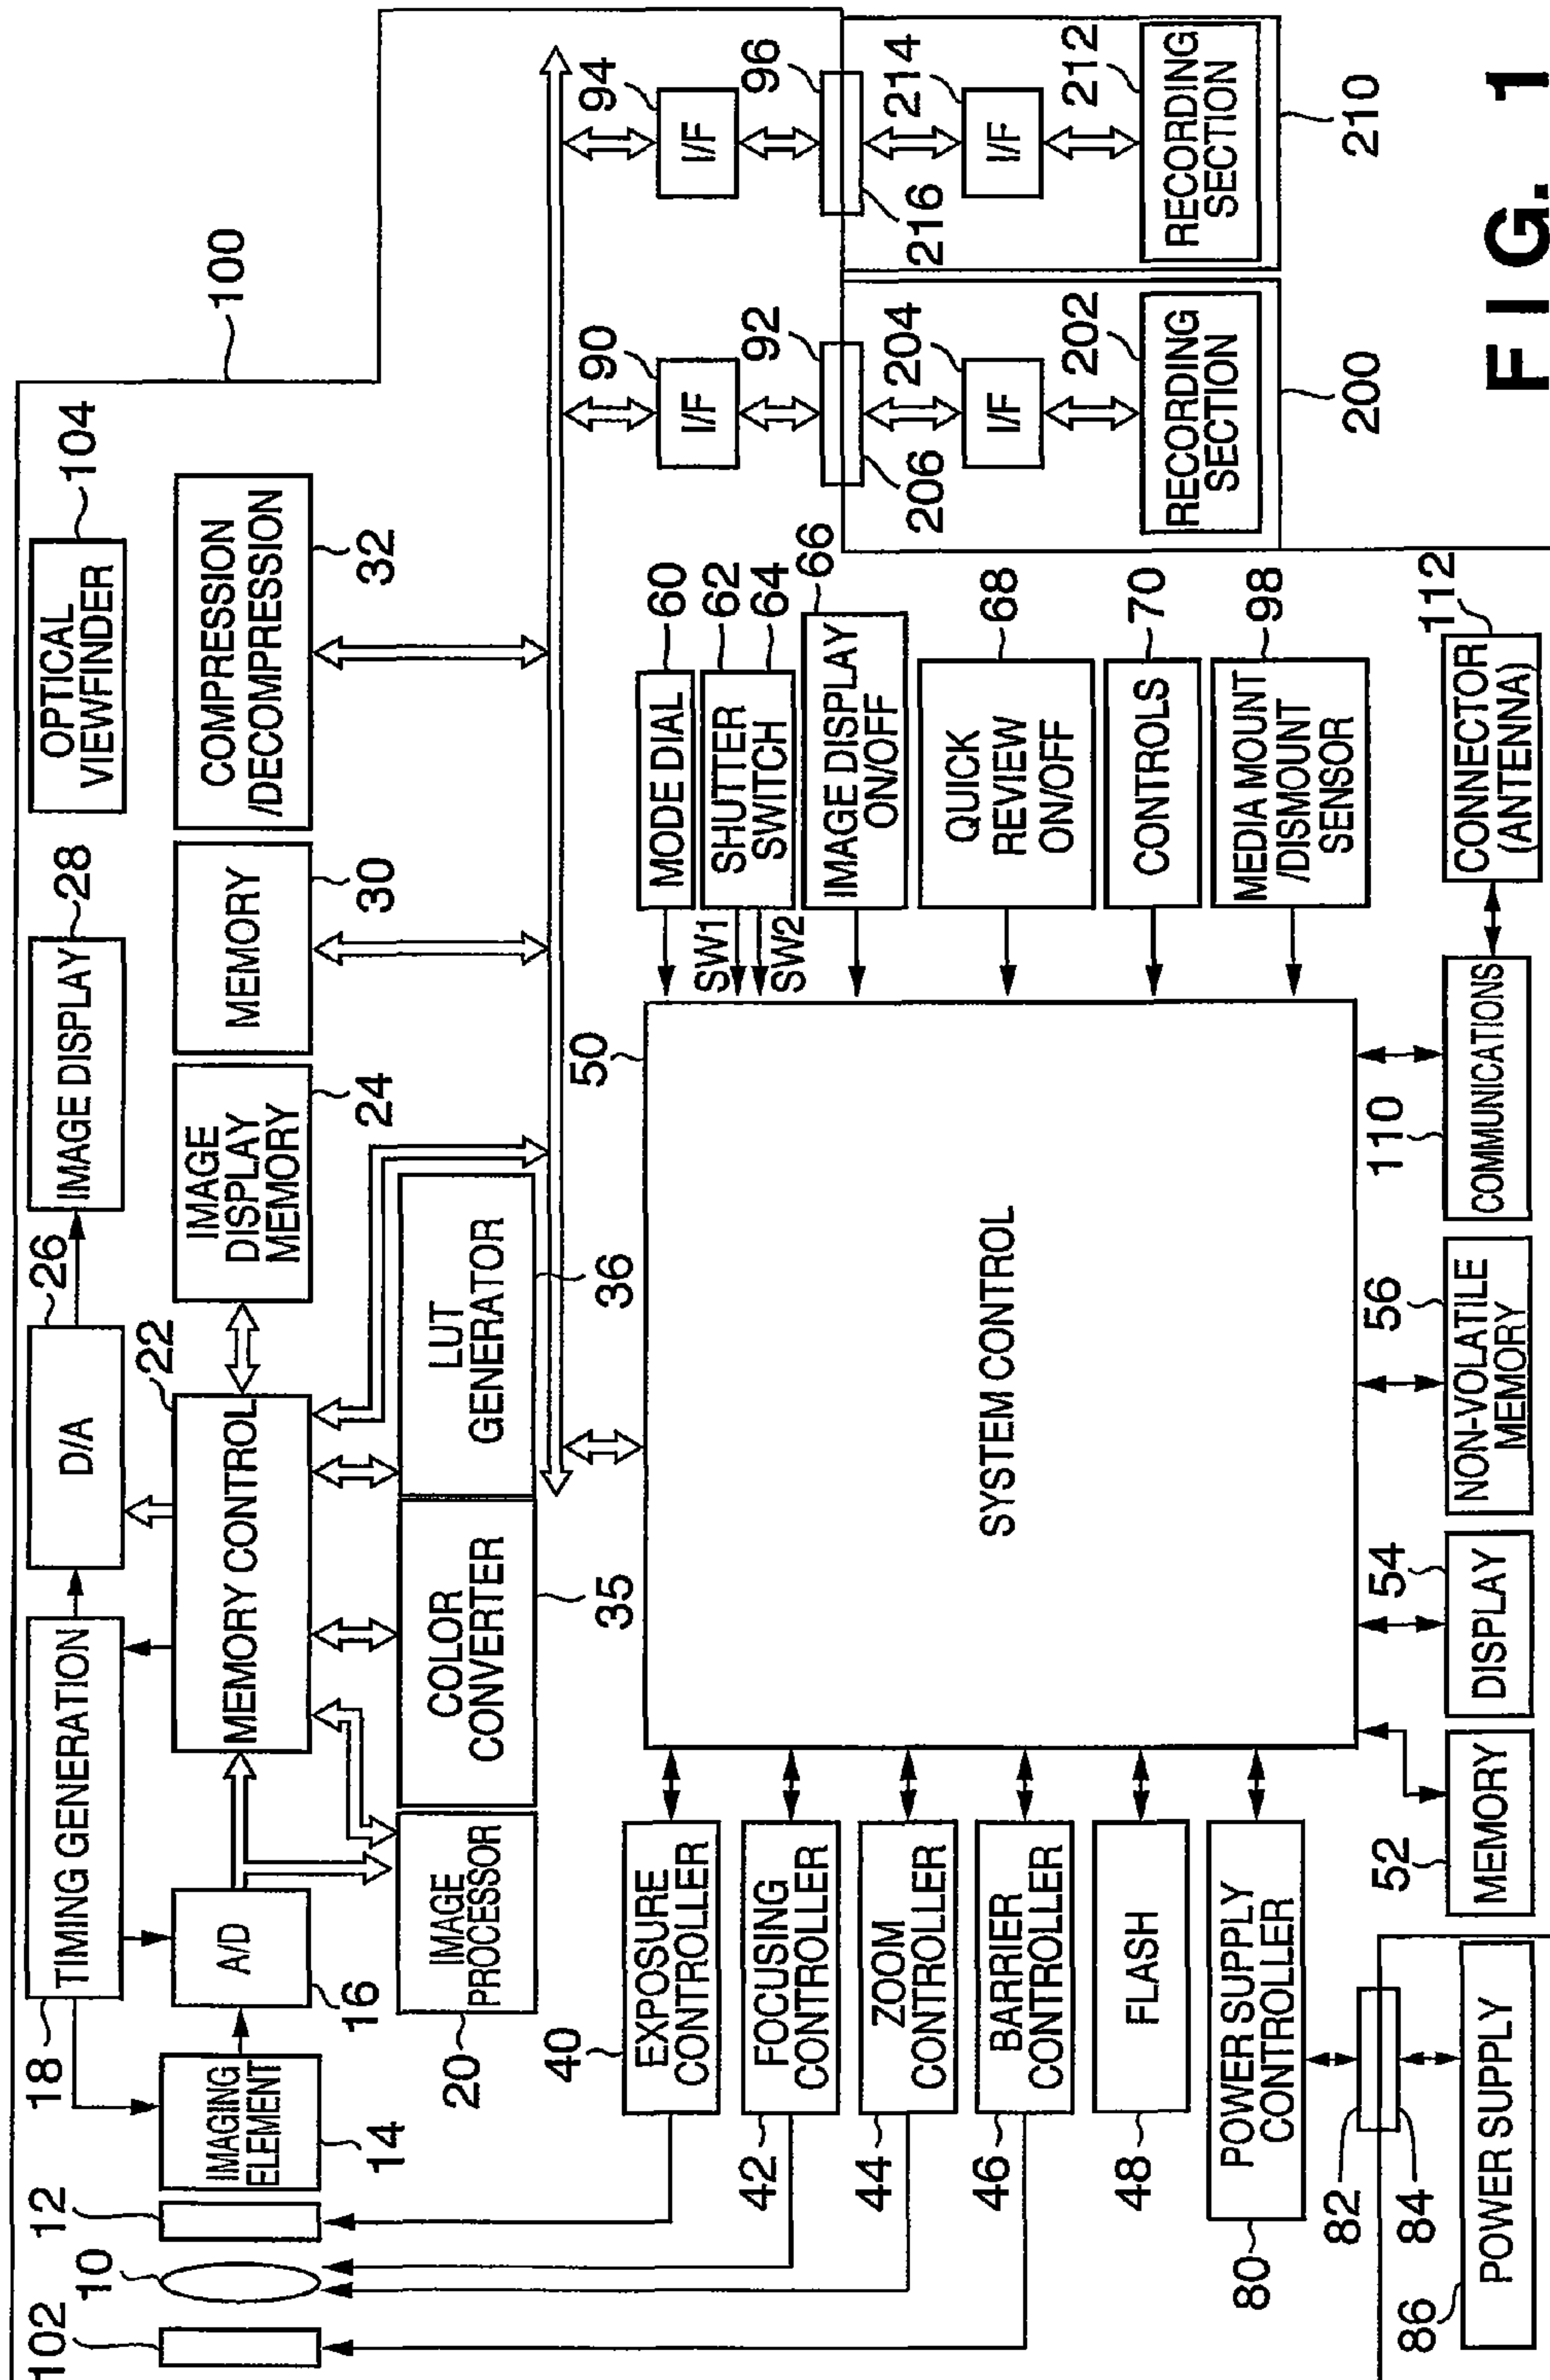 100
102
10
12
IMAGING
ELEMENT
14
18
TIMING GENERATION
A/D
16
D/A
26
IMAGE DISPLAY
28
OPTICAL
VIEWFINDER
104
MEMORY CONTROL
22
IMAGE
DISPLAY
MEMORY
24
MEMORY
30
COMPRESSION
/DECOMPRESSION
32
IMAGE
PROCESSOR
20
COLOR
CONVERTER
35
LUT
GENERATOR
36
40
EXPOSURE
CONTROLLER
42
FOCUSING
CONTROLLER
44
ZOOM
CONTROLLER
46
BARRIER
CONTROLLER
48
FLASH
80
POWER SUPPLY
CONTROLLER
82
84
86
POWER SUPPLY
SYSTEM CONTROL
50
MODE DIAL
60
SW1
SW2
SHUTTER
SWITCH
62
64
IMAGE DISPLAY
ON/OFF
66
QUICK
REVIEW
ON/OFF
68
CONTROLS
70
MEDIA MOUNT
/DISMOUNT
SENSOR
98
52
MEMORY
DISPLAY
54
NON-VOLATILE
MEMORY
56
110
COMMUNICATIONS
CONNECTOR
(ANTENNA)
112
90
I/F
92
206
204
I/F
202
RECORDING
SECTION
200
94
I/F
96
216
214
I/F
212
RECORDING
SECTION
210
FIG. 1